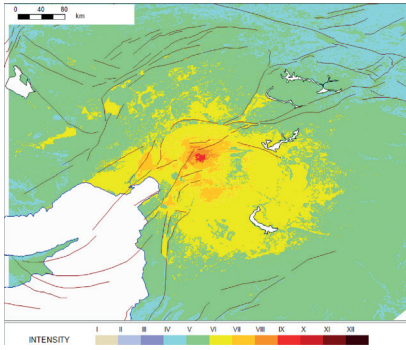 0 40 80
km
I II III IV V VI VII VIII IX X XI XII
INTENSITY